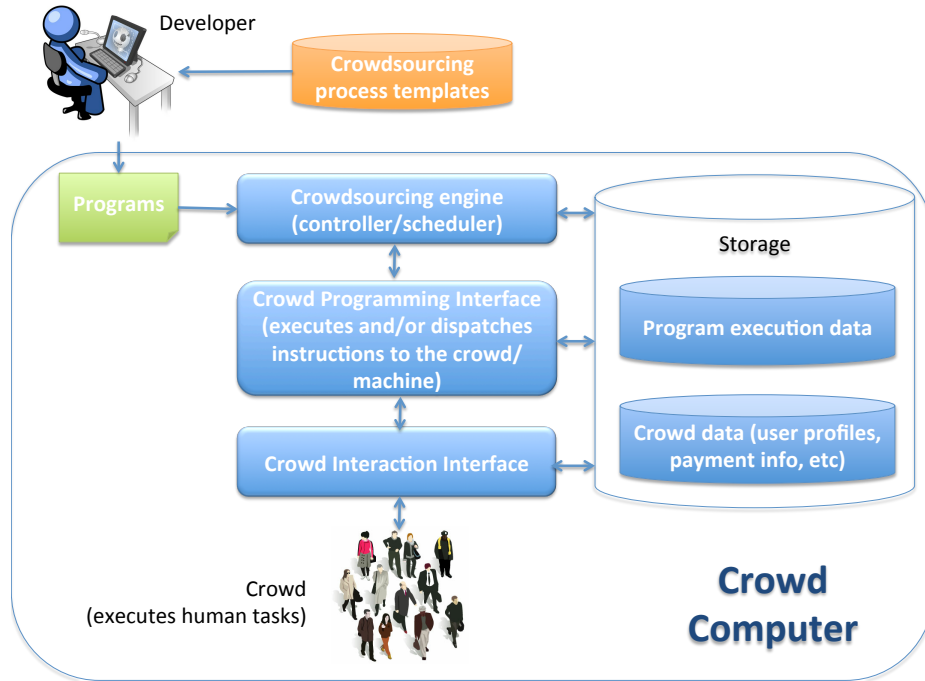 Developer
Crowdsourcing
process templates
Programs
Crowdsourcing engine
(controller/scheduler)
Storage
Crowd Programming Interface
(executes and/or dispatches
instructions to the crowd/
machine)
Program execution data
Crowd data (user profiles,
payment info, etc)
Crowd Interaction Interface
Crowd
(executes human tasks)
Crowd
Computer